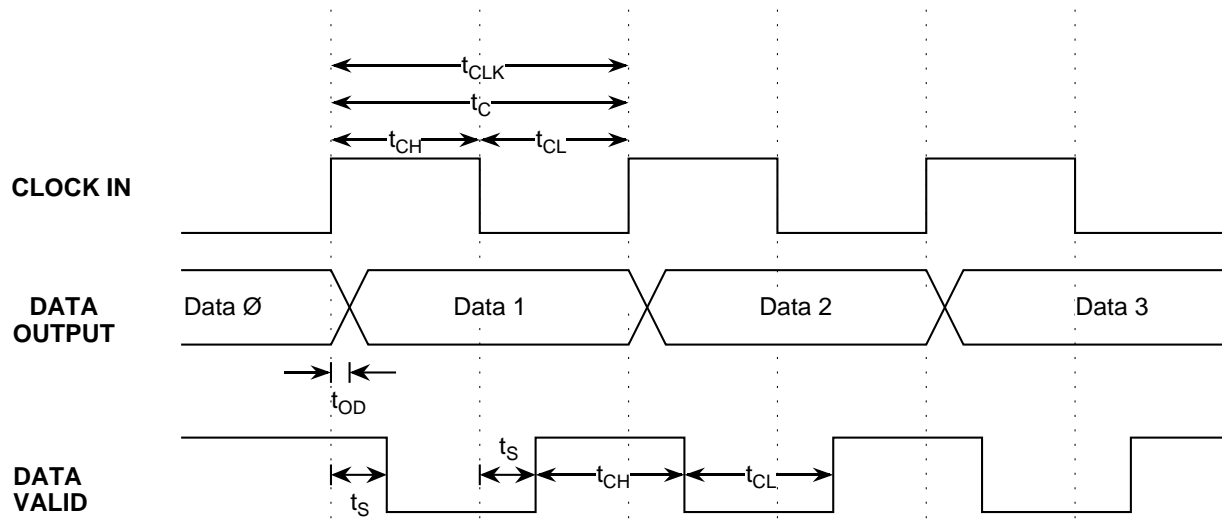 tCLK
tC
tCH tCL
CLOCK IN
DATA
OUTPUT
Data Ø Data 1 Data 2 Data 3
tOD
DATA
VALID
tS tS tCH tCL